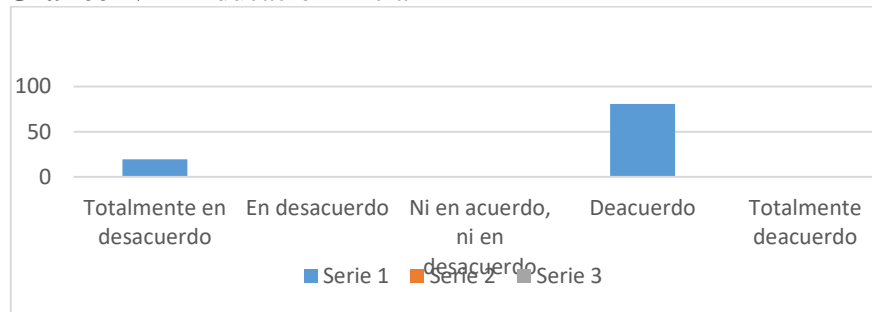 100
50
0
Totalmente en desacuerdo
En desacuerdo
Ni en acuerdo, ni en desacuerdo
Deacuerdo
Totalmente deacuerdo
Serie 1
Serie 2
Serie 3